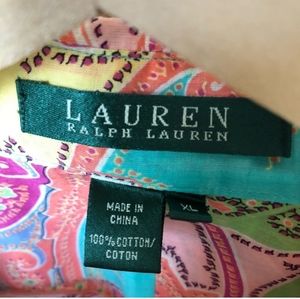 LAUREN
RALPH LAUREN
MADE IN
CHINA
XL
100% COTTON/
COTON